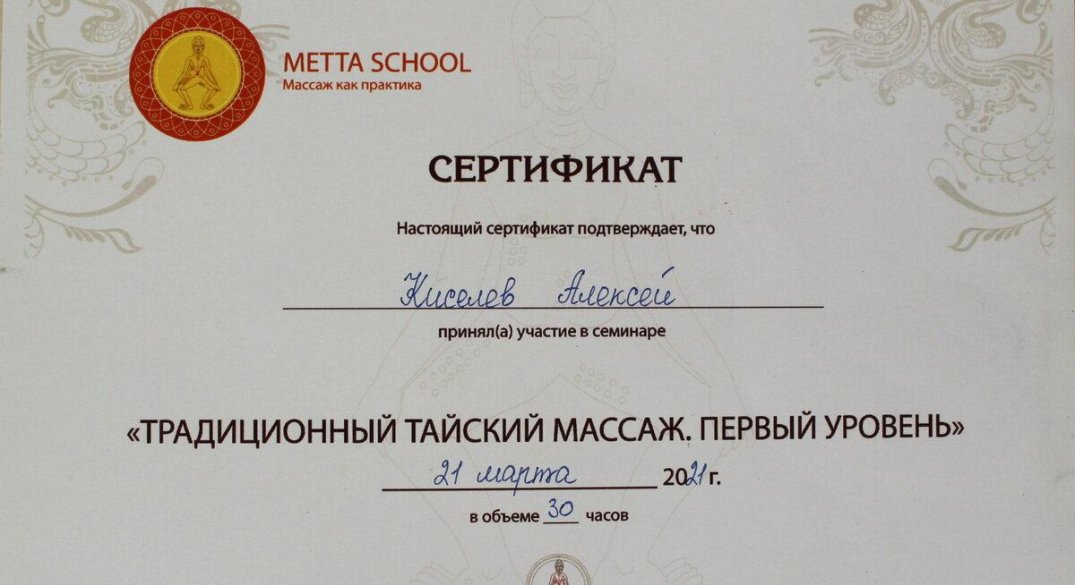 METTA SCHOOL
Массаж как практика
СЕРТИФИКАТ
Настоящий сертификат подтверждает, что
Киселев Алексей
принял(а) участие в семинаре
«ТРАДИЦИОННЫЙ ТАЙСКИЙ МАССАЖ. ПЕРВЫЙ УРОВЕНЬ»
21 марта 2021 г.
в объеме 30 часов